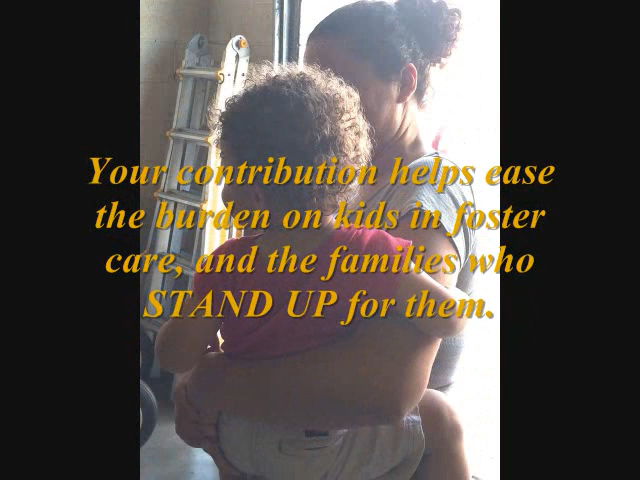 Your contribution helps ease
the burden on kids in foster
care, and the families who
STAND UP for them.